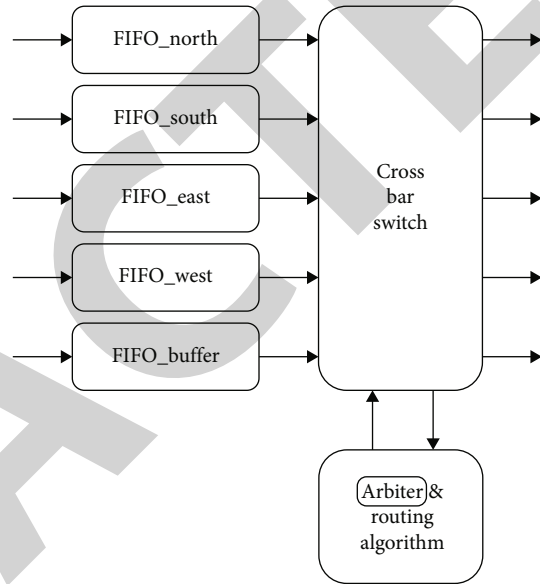 FIFO_north
FIFO_south
FIFO_east
FIFO_west
FIFO_buffer
Cross
bar
switch
Arbiter &
routing
algorithm